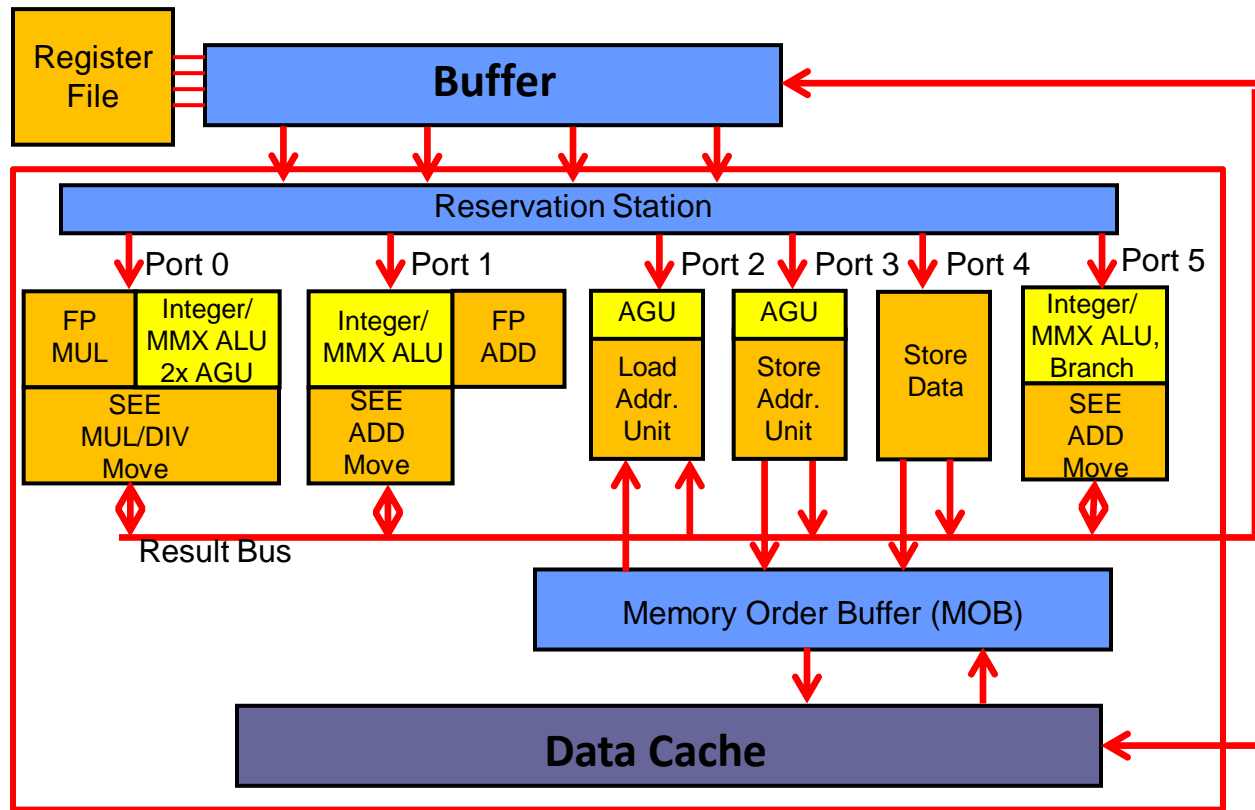 Register
File
Buffer
Reservation Station
Port 0
Port 1
Port 2
Port 3
Port 4
Port 5
FP
MUL
Integer/
MMX ALU
2x AGU
SEE
MUL/DIV
Move
Integer/
MMX ALU
FP
ADD
SEE
ADD
Move
AGU
Load
Addr.
Unit
AGU
Store
Addr.
Unit
Store
Data
Integer/
MMX ALU,
Branch
SEE
ADD
Move
Result Bus
Memory Order Buffer (MOB)
Data Cache